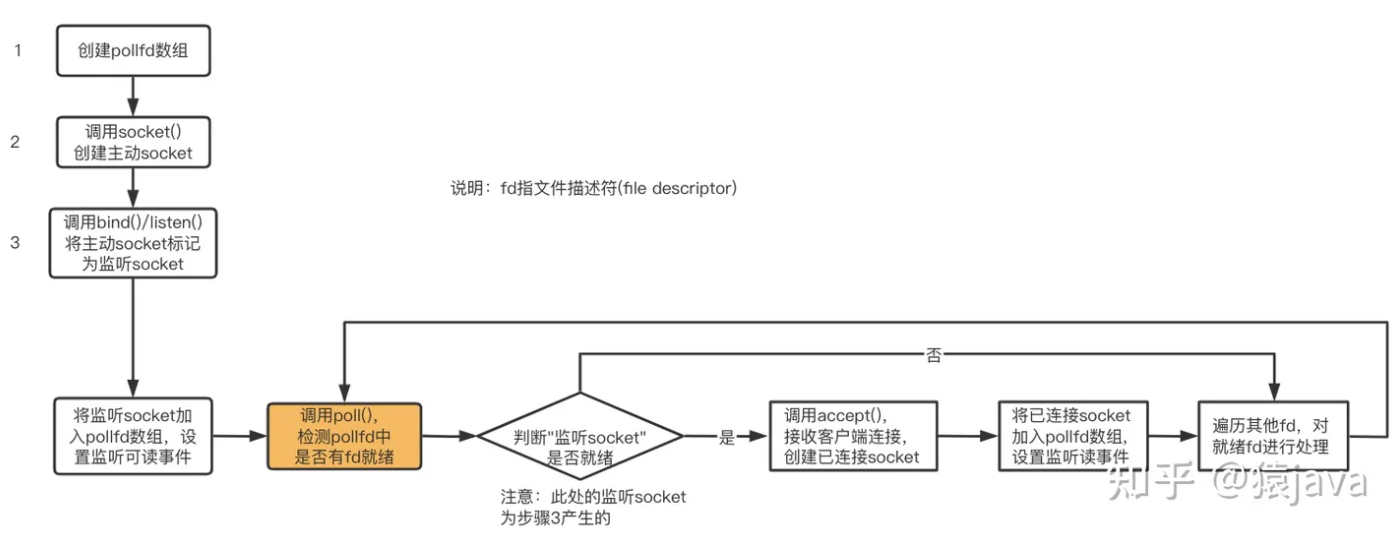 1
创建pollfd数组
2
调用socket()
创建主动socket
说明：fd指文件描述符(file descriptor)
3
调用bind()/listen()
将主动socket标记
为监听socket
否
将监听socket加
入pollfd数组，设
置监听可读事件
调用poll(),
检测pollfd中
是否有fd就绪
判断"监听socket"
是否就绪
是
调用accept(),
接收客户端连接，
创建已连接socket
将已连接socket
加入pollfd数组,
设置监听读事件
遍历其他fd，对
就绪fd进行处理
注意：此处的监听socket
为步骤3产生的
知乎 @猿java